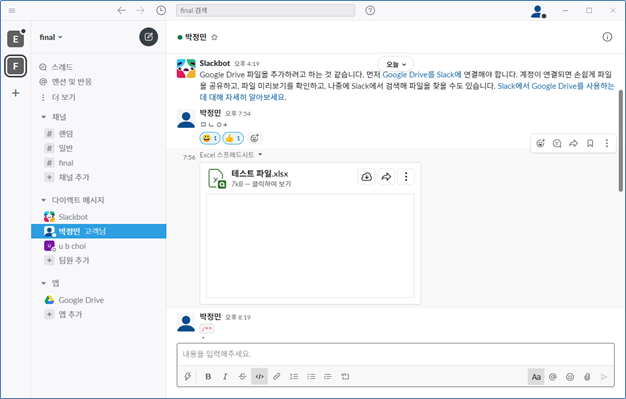 final 검색
E
F
final
스레드
멘션 및 반응
더 보기
채널
# 랜덤
# 일반
# final
+ 채널 추가
다이렉트 메시지
Slackbot
박정민 고객님
u b choi
+ 팀원 추가
앱
Google Drive
+ 앱 추가
박정민
오늘
Slackbot 오후 4:19
Google Drive 파일을 추가하려고 하는 것 같습니다. 먼저 Google Drive를 Slack에 연결해야 합니다. 계정이 연결되면 손쉽게 파일
을 공유하고, 파일 미리보기를 확인하고, 나중에 Slack에서 검색해 파일을 찾을 수도 있습니다. Slack에서 Google Drive를 사용하는
데 대해 자세히 알아보세요.
박정민 오후 7:54
ㅁㄴㅇㅎ
1 1
7:56 Excel 스프레드시트
테스트 파일.xlsx
7kB — 클릭하여 보기
박정민 오후 8:19
/**
내용을 입력해주세요.
B I S </> Aa @